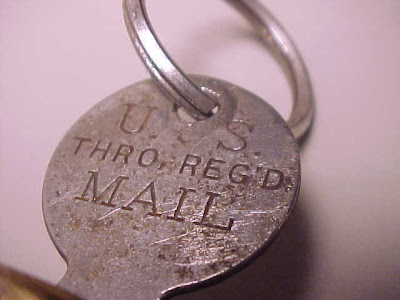 U. S.
THRO. REG'D
MAIL